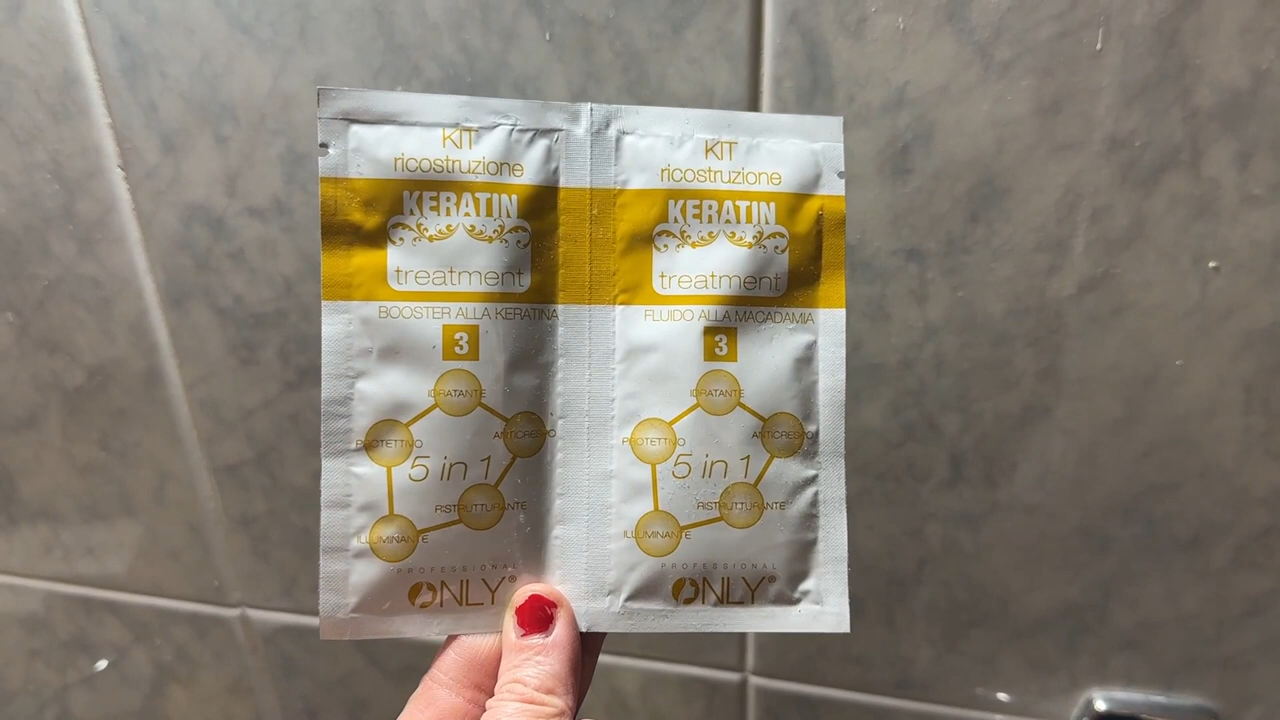 KIT
ricostruzione
KERATIN
treatment
BOOSTER ALLA KERATINA
3
IDRATANTE
PROTETTIVO
ANTICRESPO
5 in 1
RISTRUTTURANTE
ILLUMINANTE
PROFESSIONAL
ONLY®
KIT
ricostruzione
KERATIN
treatment
FLUIDO ALLA MACADAMIA
3
IDRATANTE
PROTETTIVO
ANTICRESPO
5 in 1
RISTRUTTURANTE
ILLUMINANTE
PROFESSIONAL
ONLY®